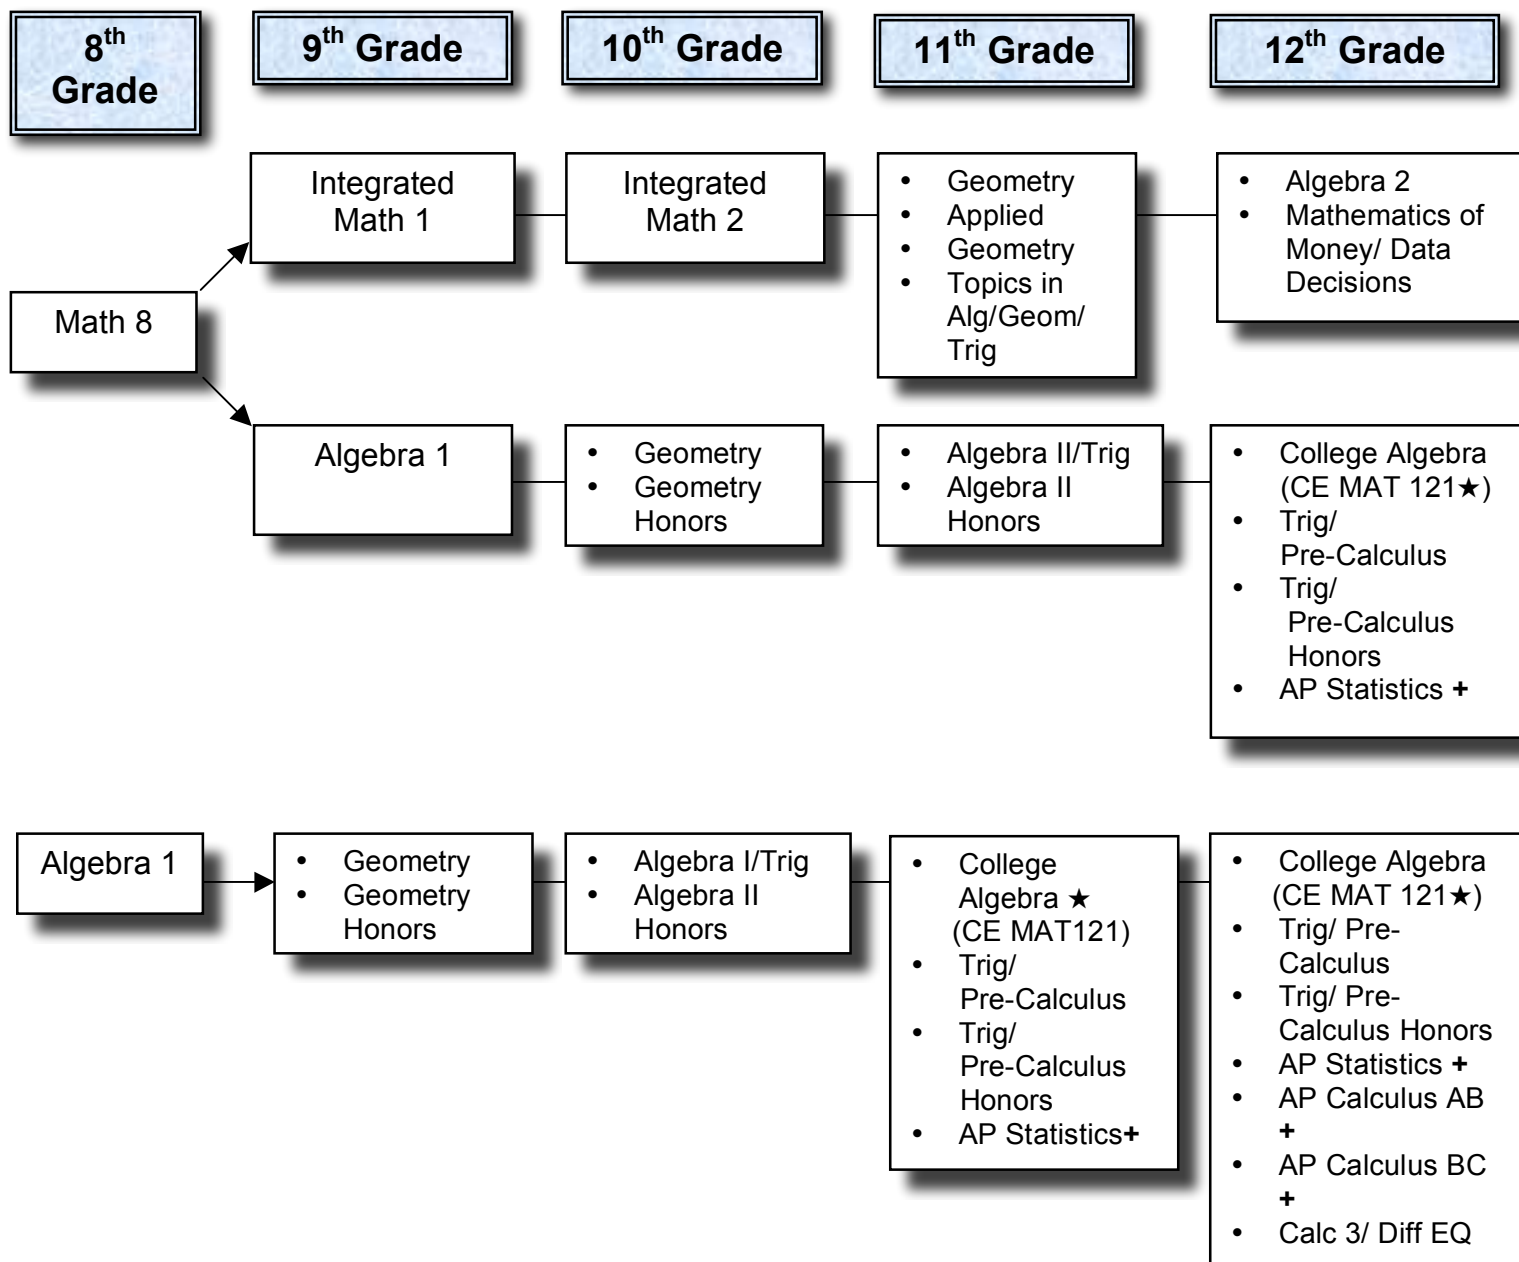 8th
Grade
9th Grade
10th Grade
11th Grade
12th Grade
Math 8
Integrated
Math 1
Integrated
Math 2
• Geometry
• Applied
• Geometry
• Topics in
Alg/Geom/
Trig
• Algebra 2
• Mathematics of
Money/ Data
Decisions
Algebra 1
• Geometry
• Geometry
Honors
• Algebra II/Trig
• Algebra II
Honors
• College Algebra
(CE MAT 121★)
• Trig/
Pre-Calculus
• Trig/
Pre-Calculus
Honors
• AP Statistics +
Algebra 1
• Geometry
• Geometry
Honors
• Algebra I/Trig
• Algebra II
Honors
• College
Algebra ★
(CE MAT121)
• Trig/
Pre-Calculus
• Trig/
Pre-Calculus
Honors
• AP Statistics+
• College Algebra
(CE MAT 121★)
• Trig/ Pre-
Calculus
• Trig/ Pre-
Calculus Honors
• AP Statistics +
• AP Calculus AB
+
• AP Calculus BC
+
• Calc 3/ Diff EQ